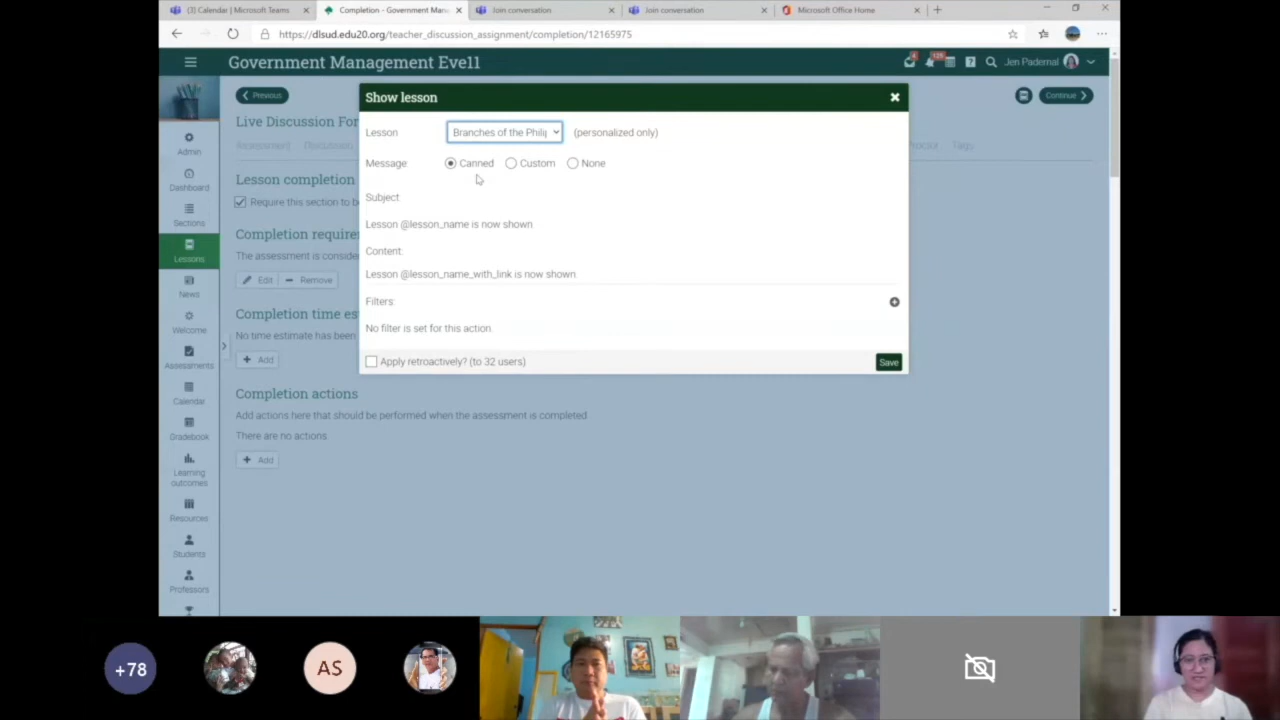 (3) Calendar | Microsoft Teams
Completion - Government Mana
Join conversation
Join conversation
Microsoft Office Home
https://dlsud.edu20.org/teacher_discussion_assignment/completion/12165975
Government Management Eve11
Jen Padernal
Previous
Continue
Live Discussion For
Assessment
Discussion
Proctor
Tags
Show lesson
Lesson
Branches of the Philip
(personalized only)
Message:
Canned
Custom
None
Subject:
Lesson @lesson_name is now shown
Content:
Lesson @lesson_name_with_link is now shown.
Filters:
No filter is set for this action.
Apply retroactively? (to 32 users)
Save
Lesson completion
Require this section to b
Completion require
The assessment is conside
Edit
Remove
Completion time es
No time estimate has been
Add
Completion actions
Add actions here that should be performed when the assessment is completed
There are no actions
Add
Admin
Dashboard
Sections
Lessons
News
Welcome
Assessments
Calendar
Gradebook
Learning
outcomes
Resources
Students
Professors
+78
AS